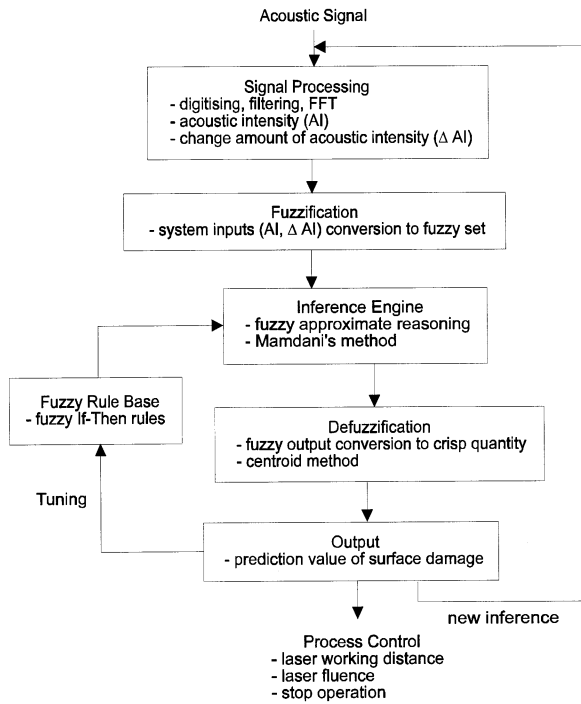 Acoustic Signal
Signal Processing
- digitising, filtering, FFT
- acoustic intensity (AI)
- change amount of acoustic intensity (Δ AI)
Fuzzification
- system inputs (AI, Δ AI) conversion to fuzzy set
Inference Engine
- fuzzy approximate reasoning
- Mamdani's method
Fuzzy Rule Base
- fuzzy If-Then rules
Defuzzification
- fuzzy output conversion to crisp quantity
- centroid method
Tuning
Output
- prediction value of surface damage
new inference
Process Control
- laser working distance
- laser fluence
- stop operation